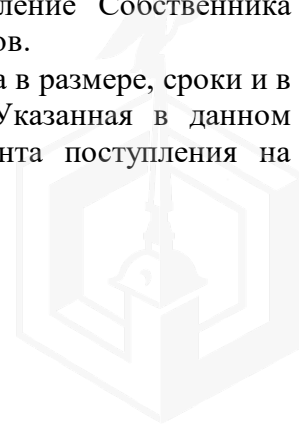 ление Собственника
ов.
а в размере, сроки и в
Указанная в данном
нта поступления на